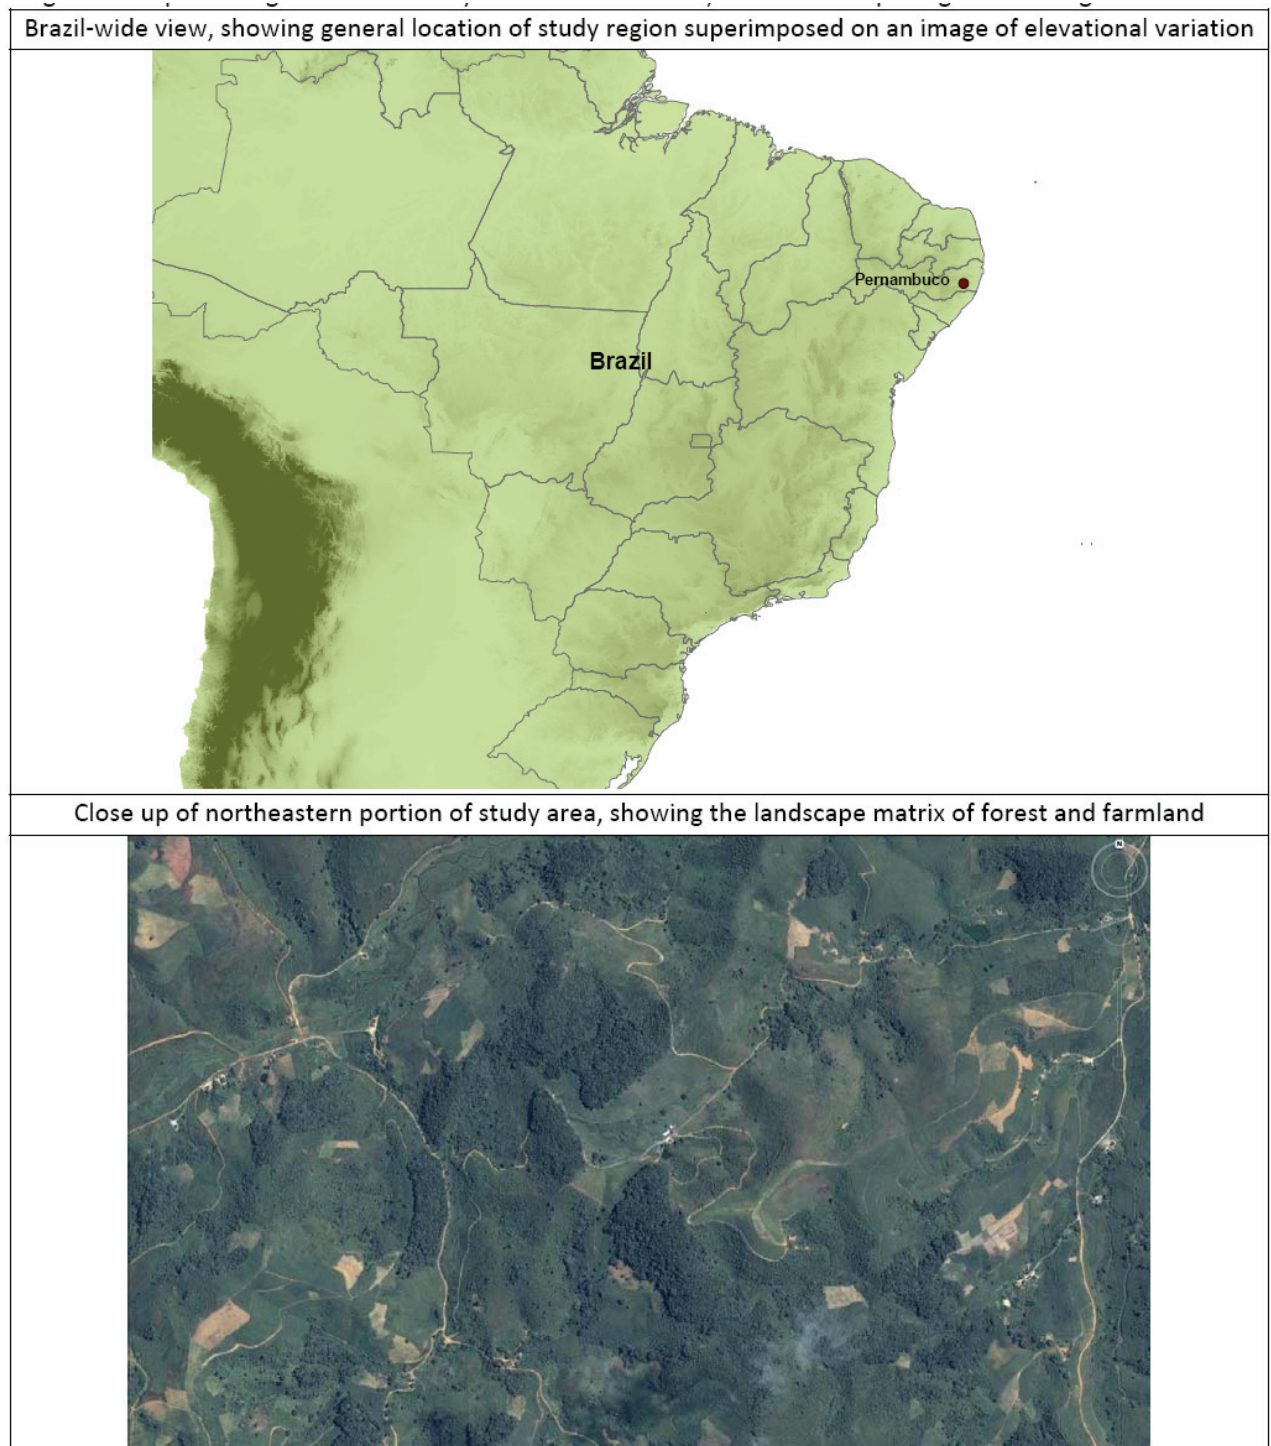 Brazil-wide view, showing general location of study region superimposed on an image of elevational variation
Pernambuco
Brazil
Close up of northeastern portion of study area, showing the landscape matrix of forest and farmland
N